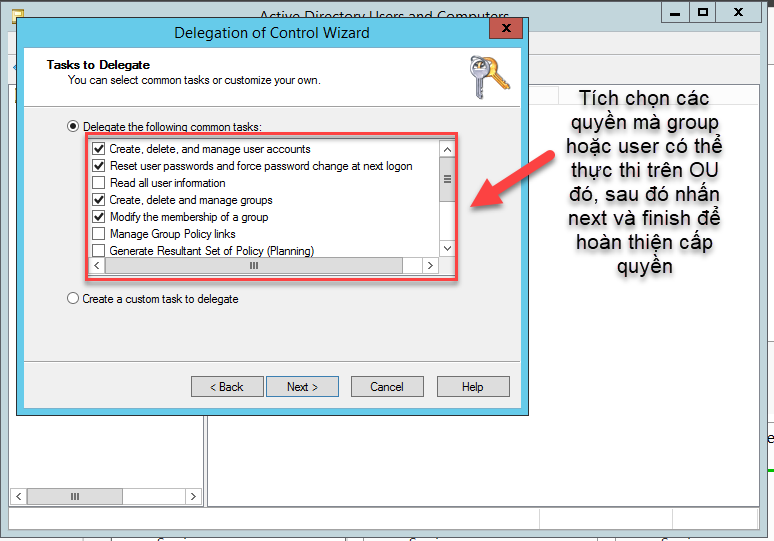 Active Directory Users and Computers
Delegation of Control Wizard
Tasks to Delegate
You can select common tasks or customize your own.
Delegate the following common tasks:
Create, delete, and manage user accounts
Reset user passwords and force password change at next logon
Read all user information
Create, delete and manage groups
Modify the membership of a group
Manage Group Policy links
Generate Resultant Set of Policy (Planning)
Create a custom task to delegate
< Back
Next >
Cancel
Help
Tích chọn các
quyền mà group
hoặc user có thể
thực thi trên OU
đó, sau đó nhấn
next và finish để
hoàn thiện cấp
quyền